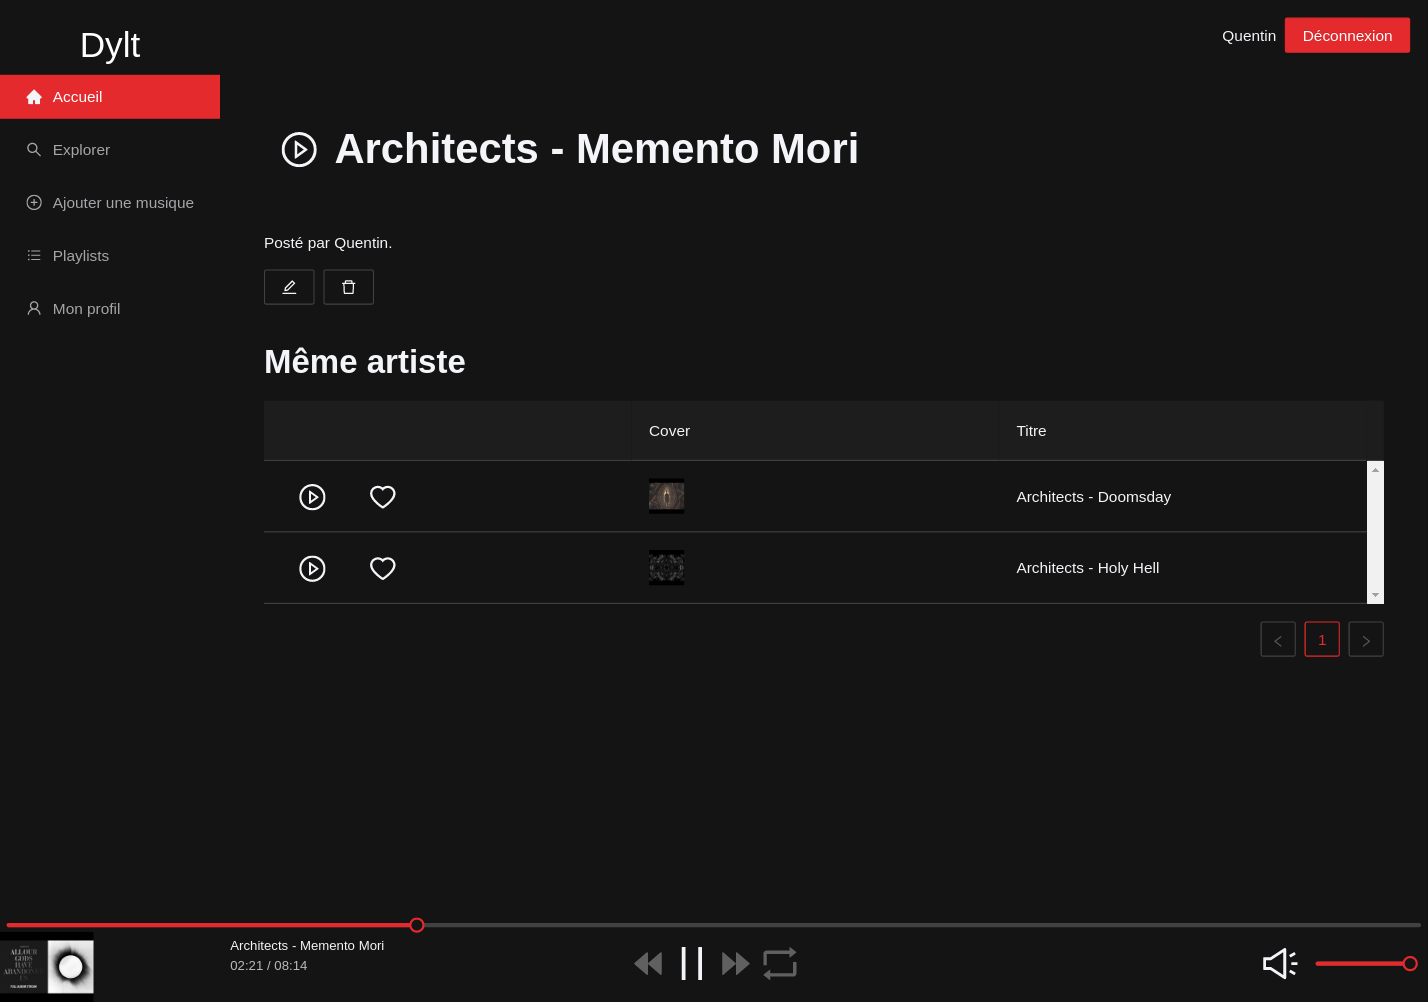 Dylt
Quentin
Déconnexion
Accueil
Explorer
Ajouter une musique
Playlists
Mon profil
Architects - Memento Mori
Posté par Quentin.
Même artiste
Cover
Titre
Architects - Doomsday
Architects - Holy Hell
1
Architects - Memento Mori
02:21 / 08:14
ALL OUR
GODS
HAVE
ABANDONED
US